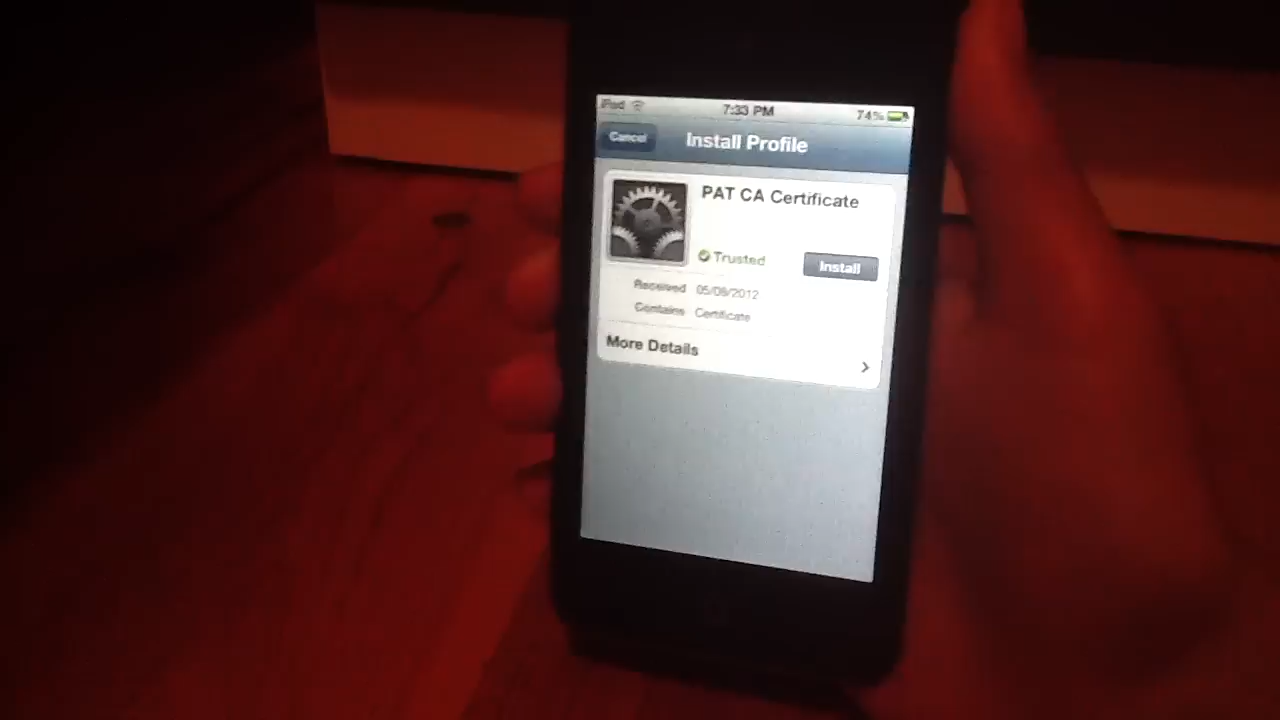 iPod 7:33 PM 74%
Cancel Install Profile
PAT CA Certificate
Trusted Install
Received 05/08/2012
Contains Certificate
More Details